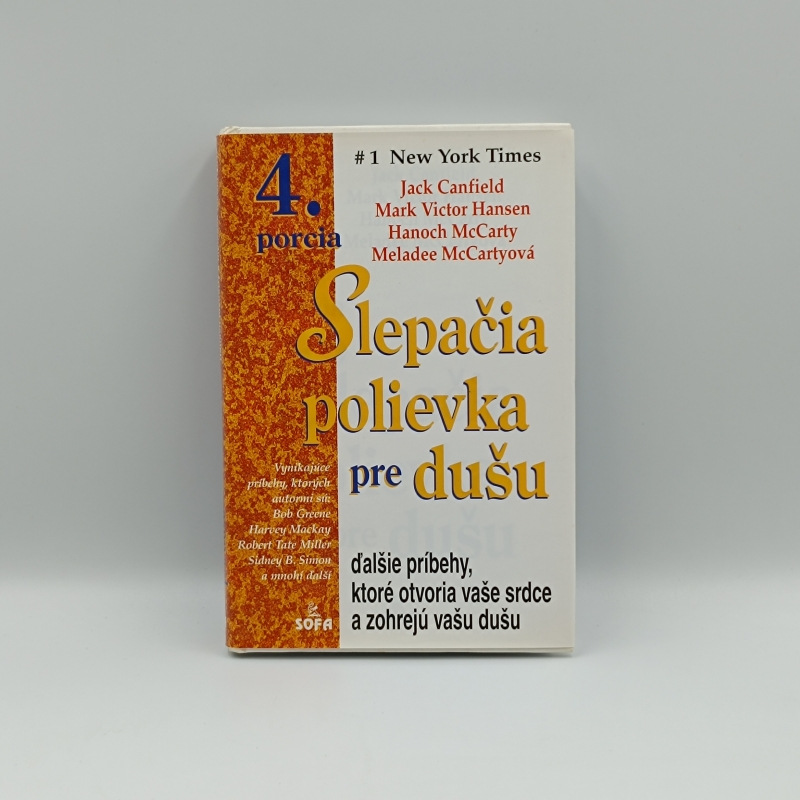 4.
porcia
# 1 New York Times
Jack Canfield
Mark Victor Hansen
Hanoch McCarty
Meladee McCartyová
Slepačia
polievka
pre dušu
Vynikajúce
príbehy, ktorých
autormi sú:
Bob Greene
Harvey Mackay
Robert Tate Miller
Sidney B. Simon
a mnohí ďalší
ďalšie príbehy,
ktoré otvoria vaše srdce
a zohrejú vašu dušu
SOFA